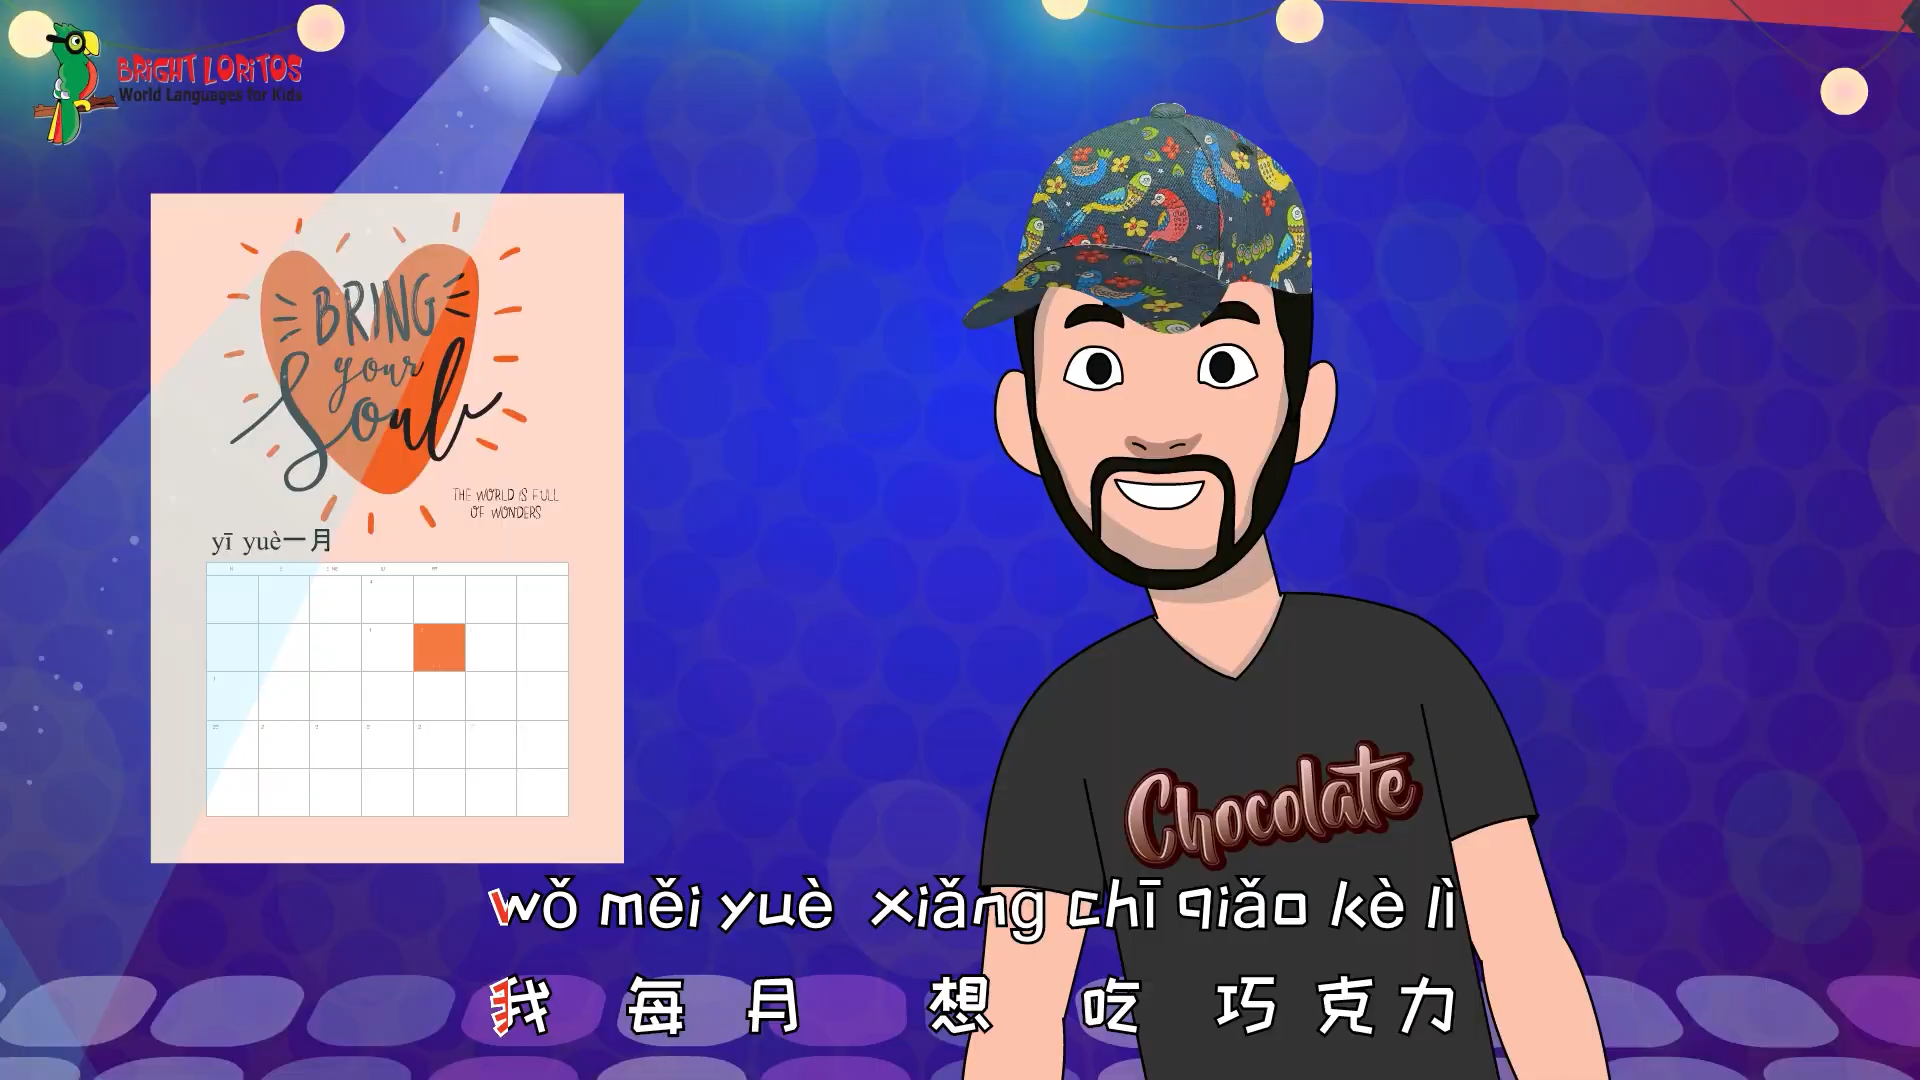 BRIGHT LORITOS
World Languages for Kids
BRING
your
Soul
THE WORLD IS FULL
OF WONDERS
yī yuè一月
Chocolate
wǒ měi yuè xiǎng chī qiǎo kè lì
我 每 月 想 吃 巧 克 力